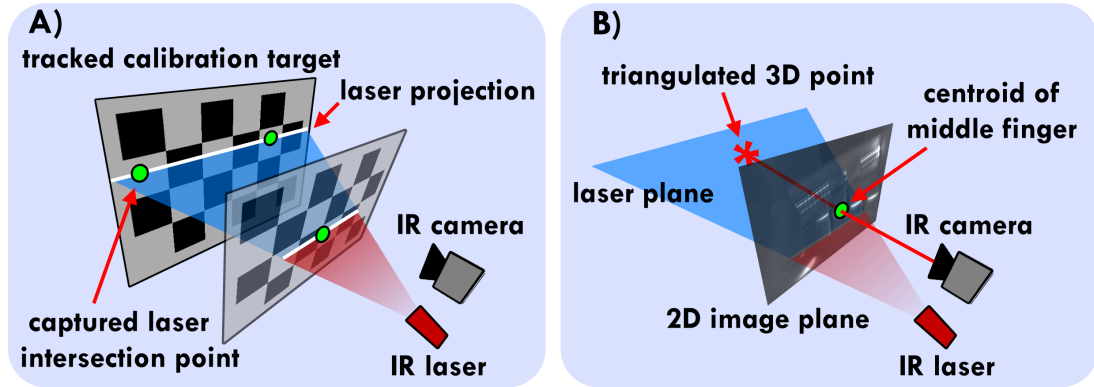 A)
tracked calibration target
laser projection
IR camera
captured laser
intersection point
IR laser
B)
triangulated 3D point
centroid of
middle finger
laser plane
IR camera
2D image plane
IR laser